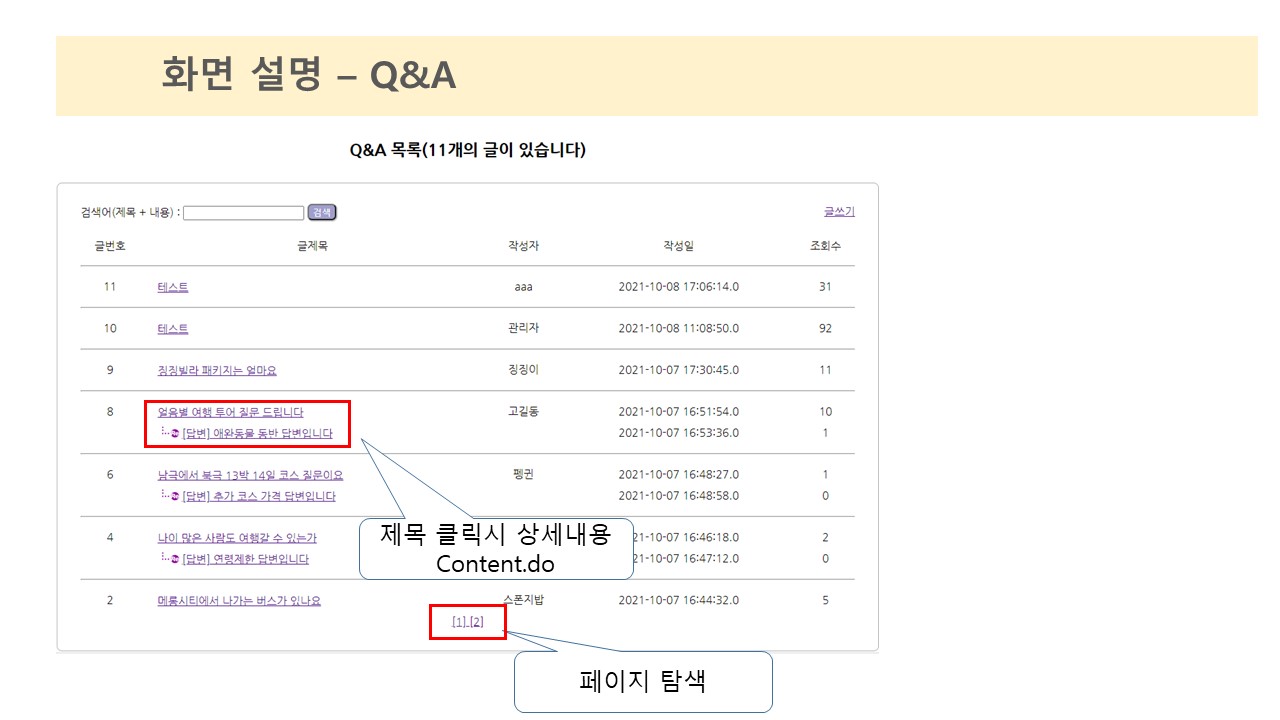 화면 설명 – Q&A
Q&A 목록(11개의 글이 있습니다)
검색어(제목 + 내용) : 검색 글쓰기
글번호 글제목 작성자 작성일 조회수
11 테스트 aaa 2021-10-08 17:06:14.0 31
10 테스트 관리자 2021-10-08 11:08:50.0 92
9 징징빌라 패키지는 얼마요 징징이 2021-10-07 17:30:45.0 11
8 얼음별 여행 투어 질문 드립니다 고길동 2021-10-07 16:51:54.0 10
[답변] 애완동물 동반 답변입니다 2021-10-07 16:53:36.0 1
6 남극에서 북극 13박 14일 코스 질문이요 펭귄 2021-10-07 16:48:27.0 1
[답변] 추가 코스 가격 답변입니다 2021-10-07 16:48:58.0 0
제목 클릭시 상세내용
Content.do
4 나이 많은 사람도 여행갈 수 있는가 21-10-07 16:46:18.0 2
[답변] 연령제한 답변입니다 21-10-07 16:47:12.0 0
2 메롱시티에서 나가는 버스가 있나요 스폰지밥 2021-10-07 16:44:32.0 5
[1] [2]
페이지 탐색